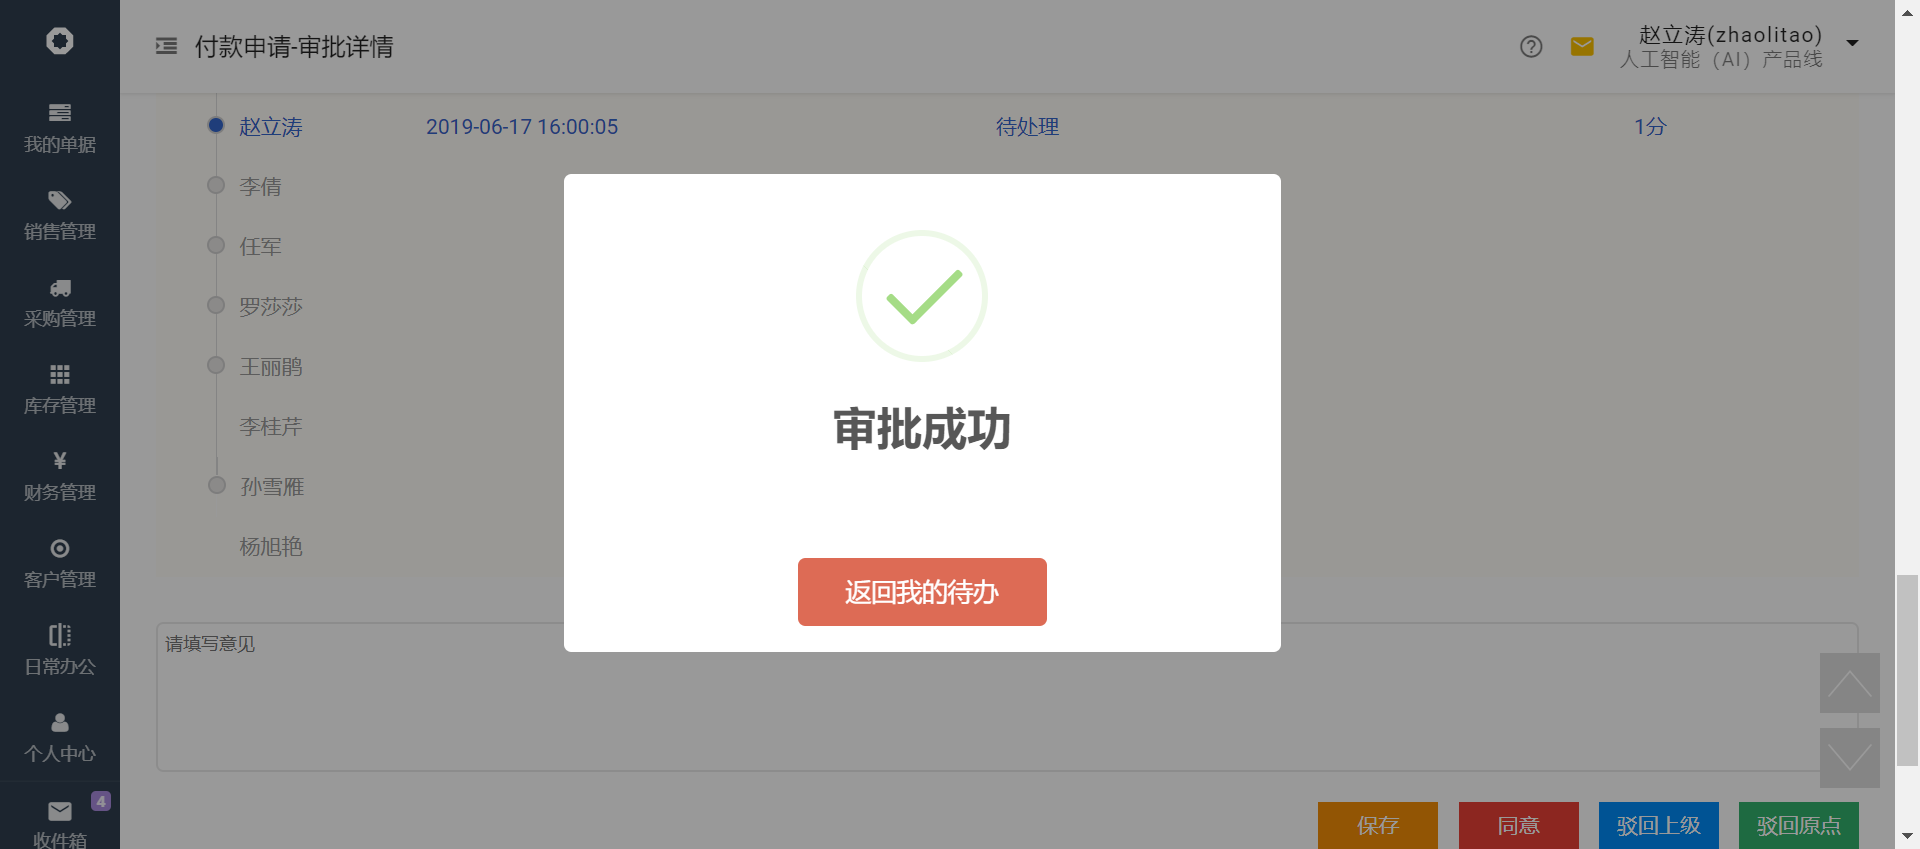 付款申请-审批详情
赵立涛(zhaolitao)
人工智能（AI）产品线
我的单据
销售管理
采购管理
库存管理
财务管理
客户管理
日常办公
个人中心
4
收件箱
赵立涛 2019-06-17 16:00:05 待处理 1分
李倩
任军
罗莎莎
王丽鹃
李桂芹
孙雪雁
杨旭艳
审批成功
返回我的待办
请填写意见
保存 同意 驳回上级 驳回原点